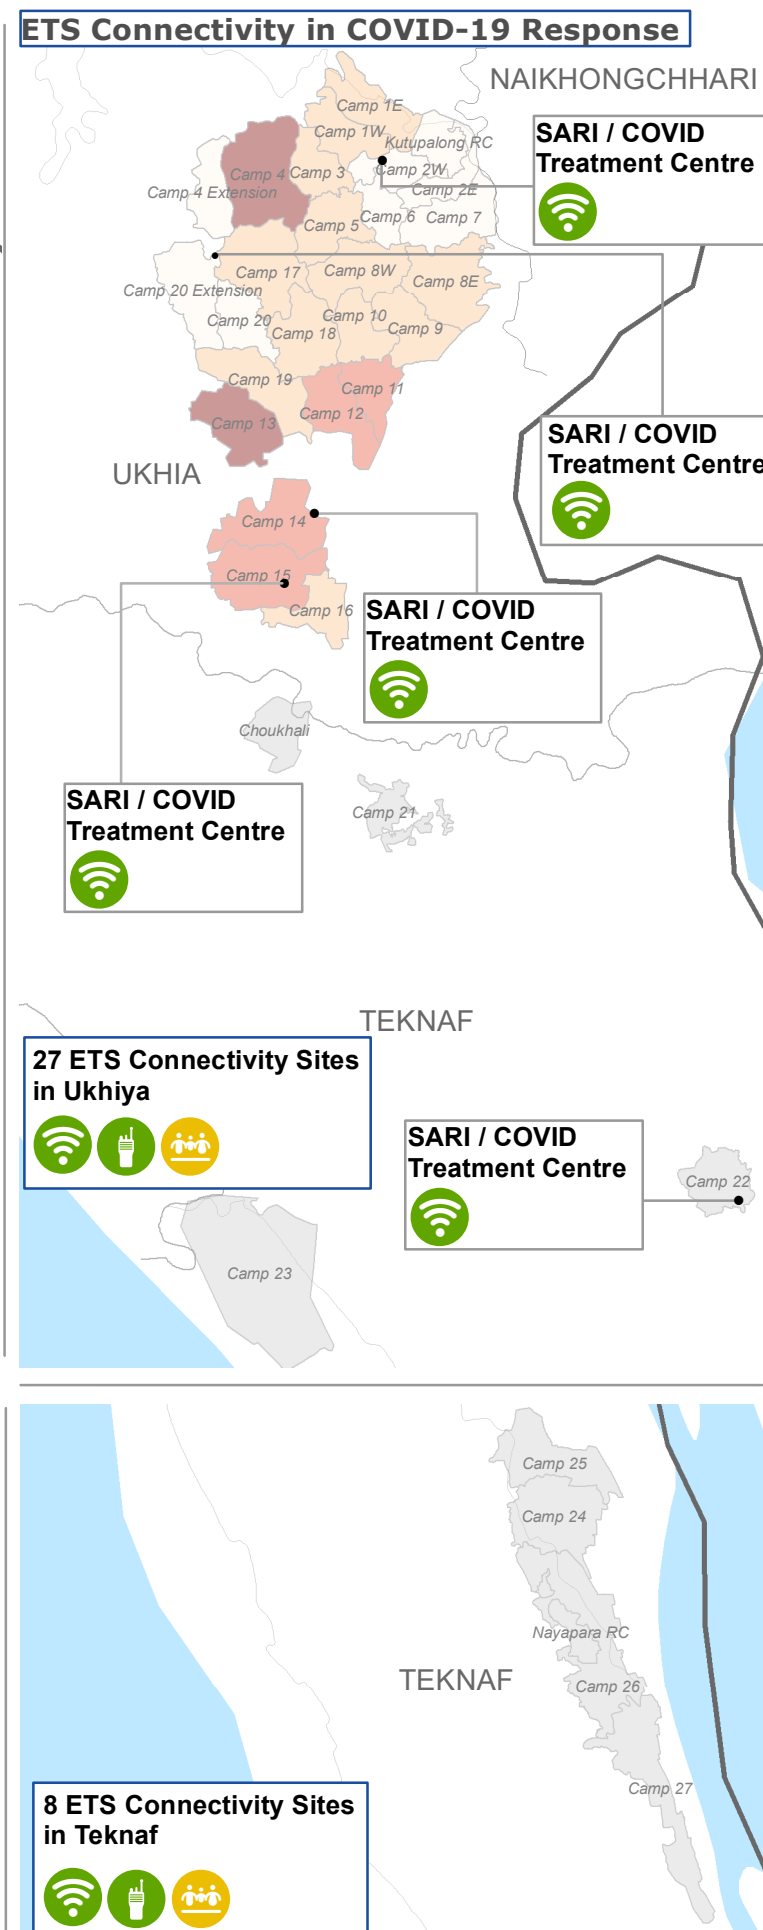 ETS Connectivity in COVID-19 Response
NAIKHONGCHHARI
Camp 1E
Camp 1W
Kutupalong RC
SARI / COVID
Treatment Centre
Camp 4
Camp 3
Camp 2W
Camp 4 Extension
Camp 2E
Camp 5
Camp 6
Camp 7
Camp 17
Camp 8W
Camp 8E
Camp 20 Extension
Camp 20
Camp 18
Camp 10
Camp 9
Camp 19
Camp 11
Camp 12
Camp 13
SARI / COVID
Treatment Centre
UKHIA
Camp 14
Camp 15
Camp 16
SARI / COVID
Treatment Centre
Choukhali
SARI / COVID
Treatment Centre
Camp 21
TEKNAF
27 ETS Connectivity Sites
in Ukhiya
SARI / COVID
Treatment Centre
Camp 22
Camp 23
Camp 25
Camp 24
Nayapara RC
TEKNAF
Camp 26
Camp 27
8 ETS Connectivity Sites
in Teknaf